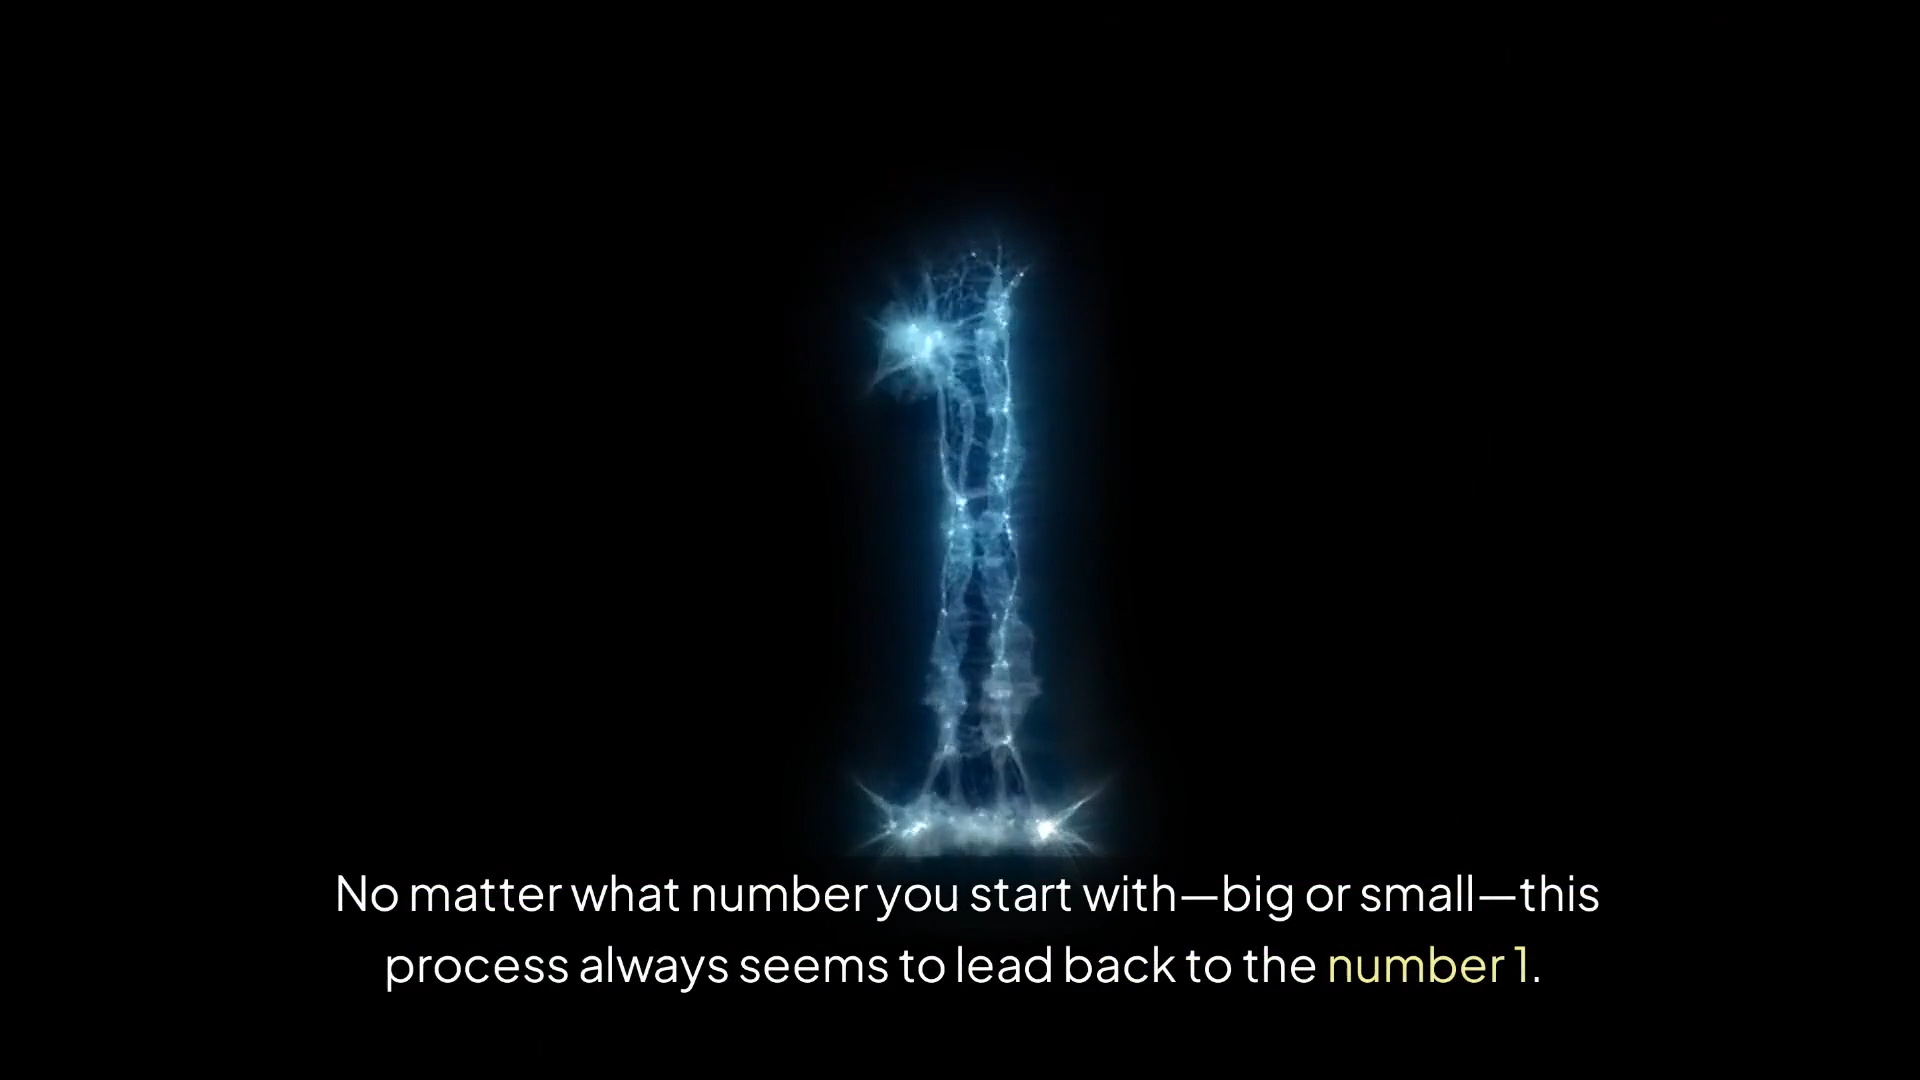 1
No matter what number you start with—big or small—this
process always seems to lead back to the number 1.